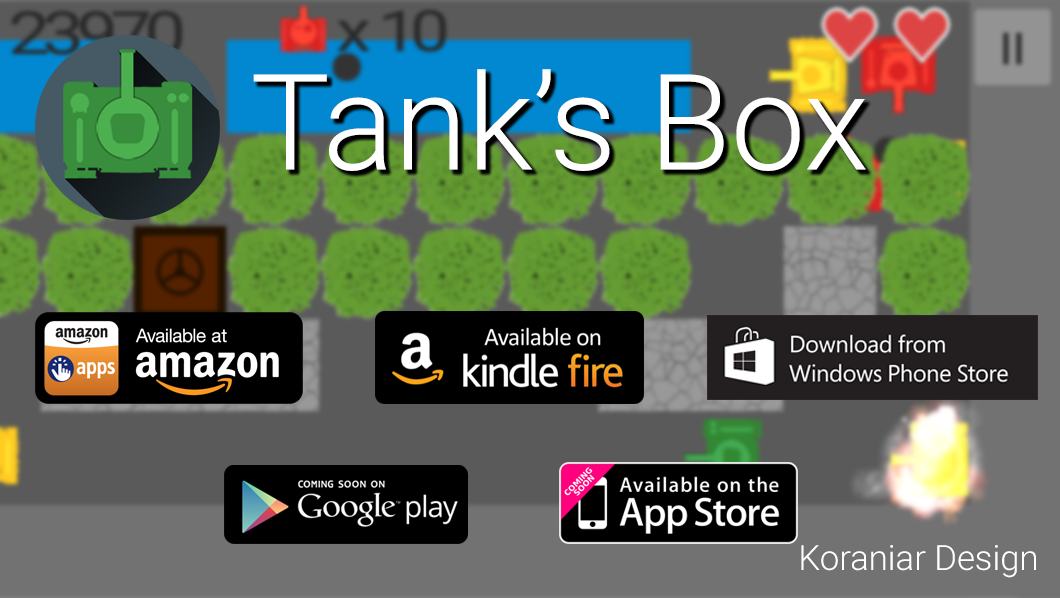 23970
x 10
Tank's Box
amazon
apps
Available at
amazon
a
Available on
kindle fire
Download from
Windows Phone Store
COMING SOON ON
Google™ play
COMING
SOON
Available on the
App Store
Koraniar Design